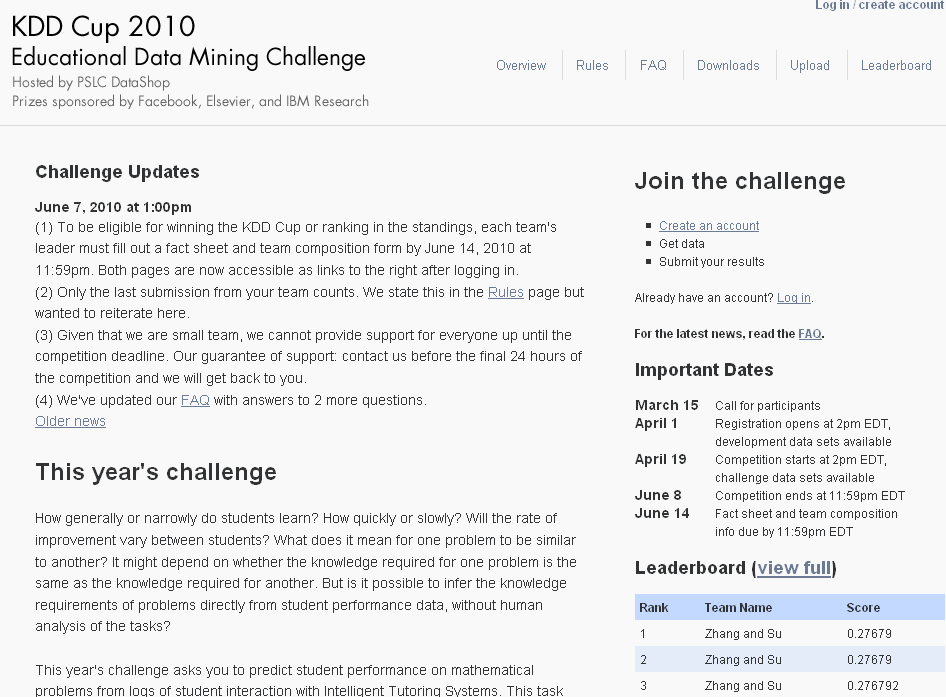 Log in / create account
KDD Cup 2010
Educational Data Mining Challenge
Hosted by PSLC DataShop
Prizes sponsored by Facebook, Elsevier, and IBM Research
Overview
Rules
FAQ
Downloads
Upload
Leaderboard
Challenge Updates
June 7, 2010 at 1:00pm
(1) To be eligible for winning the KDD Cup or ranking in the standings, each team's
leader must fill out a fact sheet and team composition form by June 14, 2010 at
11:59pm. Both pages are now accessible as links to the right after logging in.
(2) Only the last submission from your team counts. We state this in the Rules page but
wanted to reiterate here.
(3) Given that we are small team, we cannot provide support for everyone up until the
competition deadline. Our guarantee of support: contact us before the final 24 hours of
the competition and we will get back to you.
(4) We've updated our FAQ with answers to 2 more questions.
Older news
This year's challenge
How generally or narrowly do students learn? How quickly or slowly? Will the rate of
improvement vary between students? What does it mean for one problem to be similar
to another? It might depend on whether the knowledge required for one problem is the
same as the knowledge required for another. But is it possible to infer the knowledge
requirements of problems directly from student performance data, without human
analysis of the tasks?
This year's challenge asks you to predict student performance on mathematical
problems from logs of student interaction with Intelligent Tutoring Systems. This task
Join the challenge
Create an account
Get data
Submit your results
Already have an account? Log in.
For the latest news, read the FAQ.
Important Dates
March 15 Call for participants
April 1 Registration opens at 2pm EDT,
development data sets available
April 19 Competition starts at 2pm EDT,
challenge data sets available
June 8 Competition ends at 11:59pm EDT
June 14 Fact sheet and team composition
info due by 11:59pm EDT
Leaderboard (view full)
Rank Team Name Score
1 Zhang and Su 0.27679
2 Zhang and Su 0.27679
3 Zhang and Su 0.276792